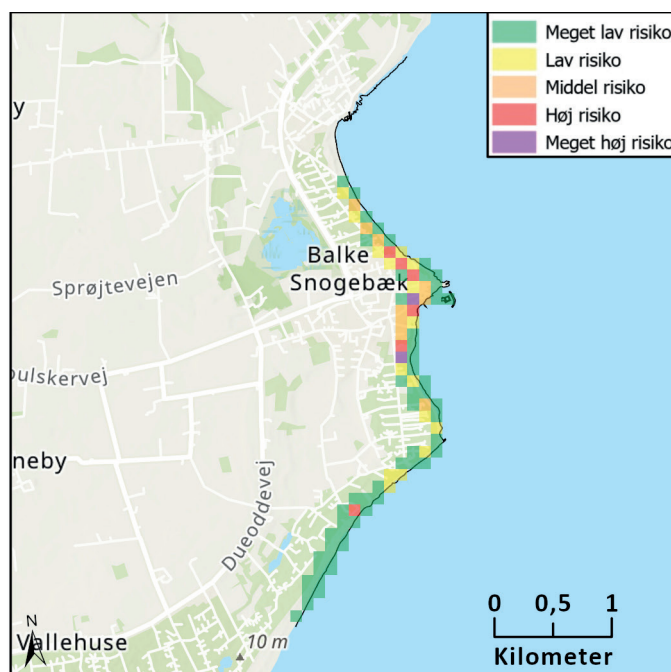 Meget lav risiko
Lav risiko
Middel risiko
Høj risiko
Meget høj risiko
y
Balke
Snogebæk
Sprøjtevejen
oulskervej
neby
Dueoddevej
N
Vallehuse
10 m
0 0,5 1
Kilometer